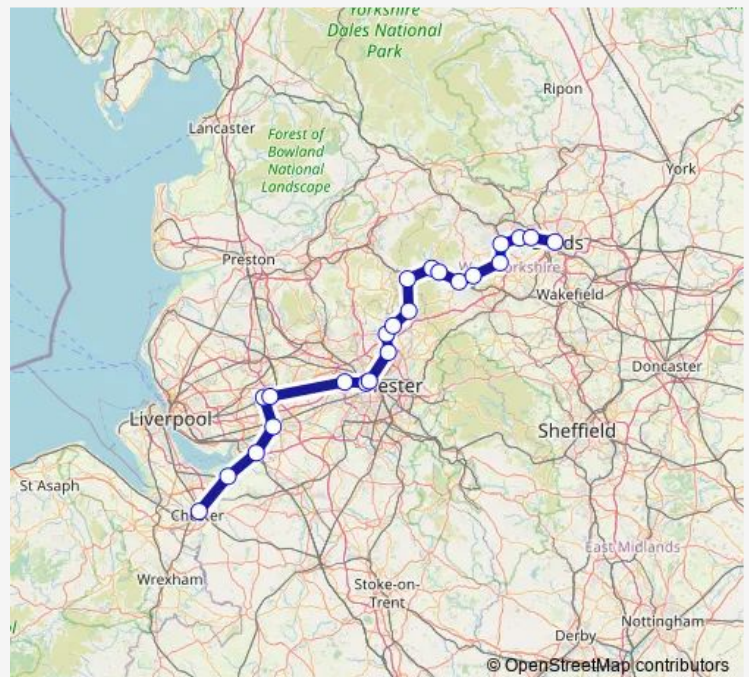 Yorkshire
Dales National
Park
Ripon
Lancaster
Forest of
Bowland
National
Landscape
York
Preston
Wakefield
Doncaster
Liverpool
Sheffield
St Asaph
Wrexham
East Midlands
Stoke-on-
Trent
Nottingham
Derby
© OpenStreetMap contributors